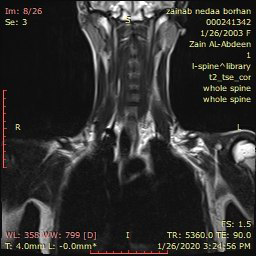 Im: 8/26
Se: 3
S
zainab nedaa borhan
000241342
1/26/2003 F
Zain AL-Abdeen
1
l-spine^library
t2_tse_cor
whole spine
whole spine
R
L
WL: 358 WW: 799 [D]
T: 4.0mm L: -0.0mm*
I
FS: 1.5
TR: 5360.0 TE: 90.0
1/26/2020 3:24:56 PM